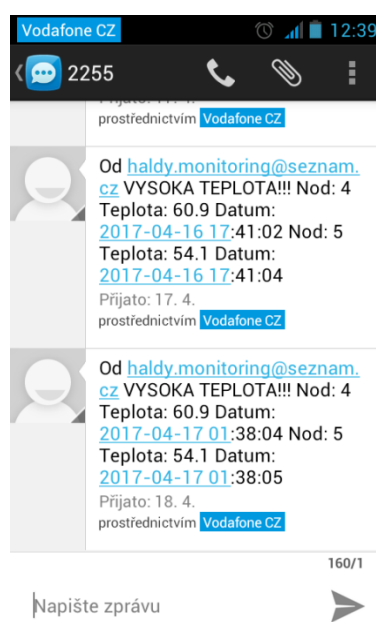 Vodafone CZ
12:39
2255
Přijato: 17. 4.
prostřednictvím Vodafone CZ
Od haldy.monitoring@seznam.
cz VYSOKA TEPLOTA!!! Nod: 4
Teplota: 60.9 Datum:
2017-04-16 17:41:02 Nod: 5
Teplota: 54.1 Datum:
2017-04-16 17:41:04
Přijato: 17. 4.
prostřednictvím Vodafone CZ
Od haldy.monitoring@seznam.
cz VYSOKA TEPLOTA!!! Nod: 4
Teplota: 60.9 Datum:
2017-04-17 01:38:04 Nod: 5
Teplota: 54.1 Datum:
2017-04-17 01:38:05
Přijato: 18. 4.
prostřednictvím Vodafone CZ
160/1
Napište zprávu